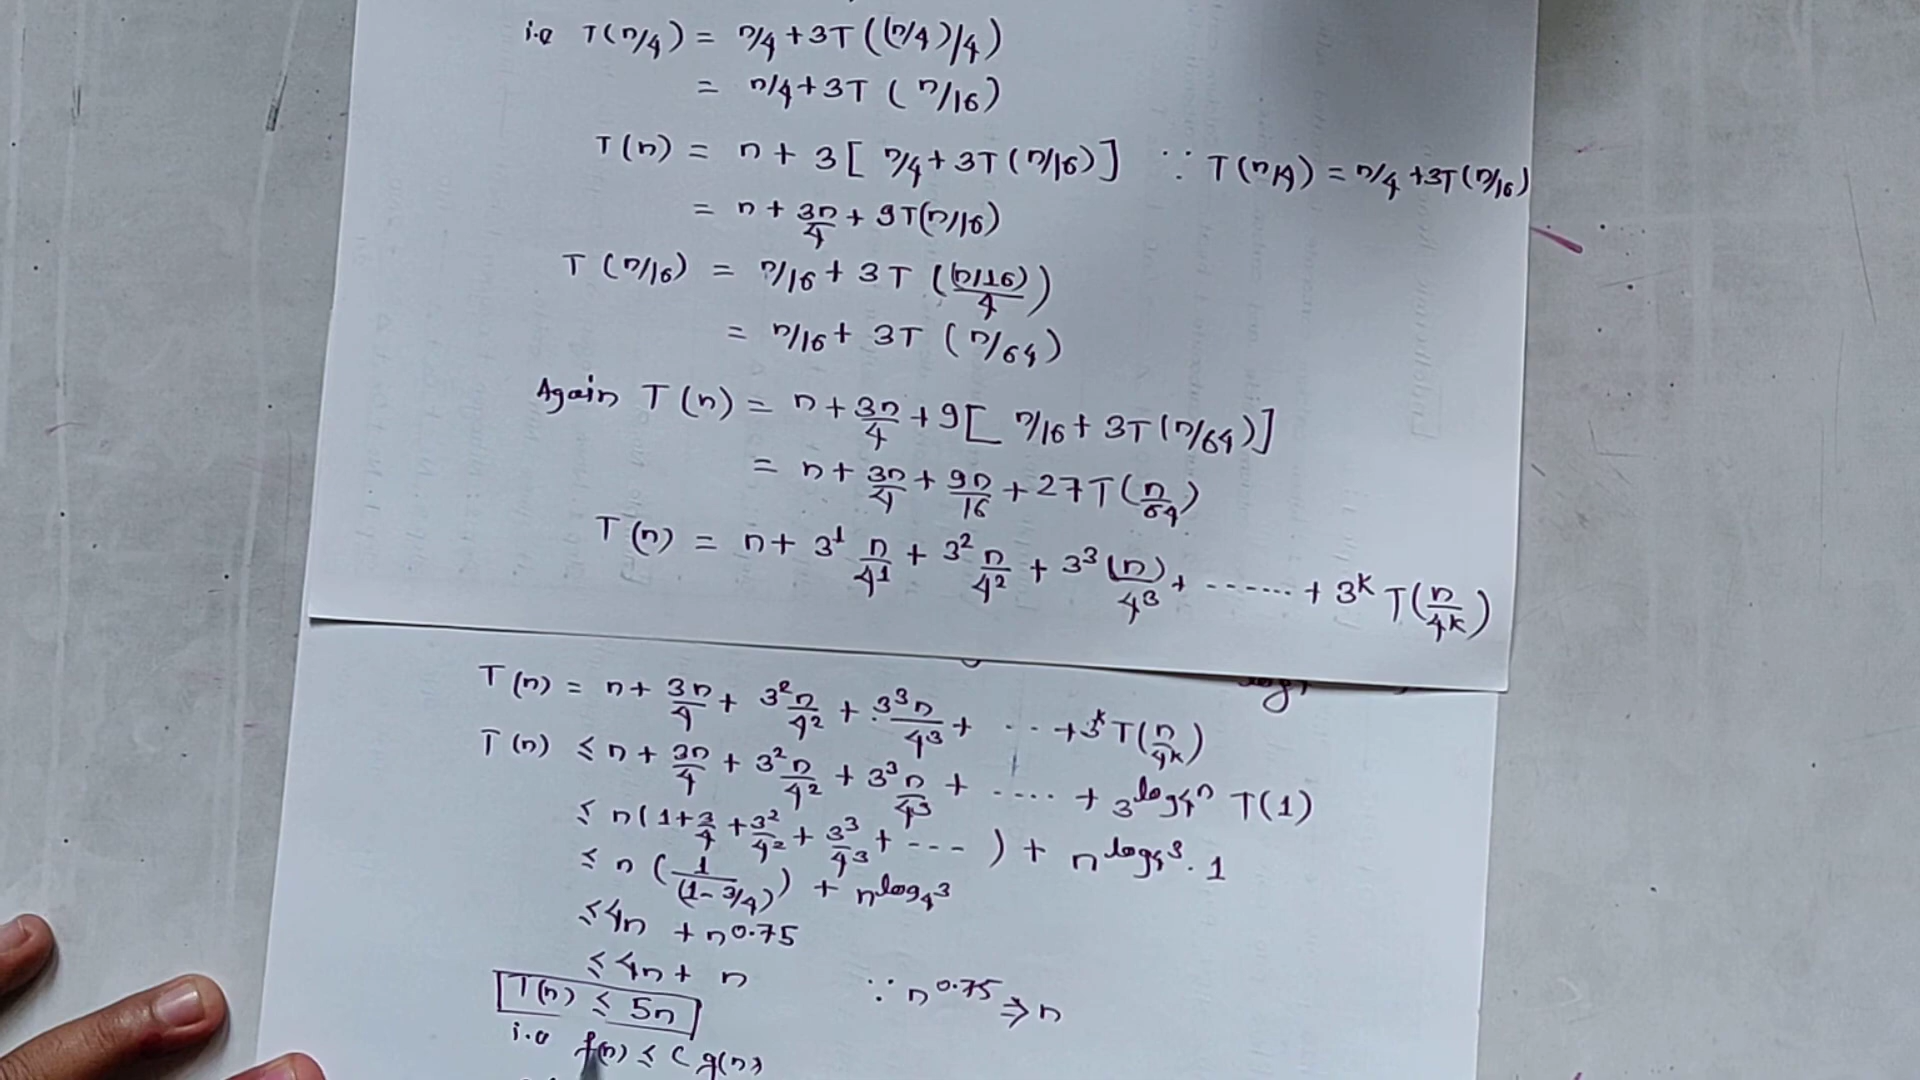 i.e T(n/4) = n/4 + 3T((n/4)/4)
= n/4 + 3T (n/16)
T(n) = n + 3[n/4 + 3T(n/16)] ∵ T(n/4) = n/4 + 3T(n/16)
= n + 3n/4 + 9T(n/16)
T(n/16) = n/16 + 3T((n/16)/4)
= n/16 + 3T (n/64)
Again T(n) = n + 3n/4 + 9[n/16 + 3T(n/64)]
= n + 3n/4 + 9n/16 + 27T(n/64)
T(n) = n + 3^1 n/4^1 + 3^2 n/4^2 + 3^3 (n)/4^3 + ...... + 3^k T(n/4^k)
T(n) = n + 3n/4 + 3^2 n/4^2 + 3^3 n/4^3 + ... + 3^k T(n/4^k)
T(n) ≤ n + 3n/4 + 3^2 n/4^2 + 3^3 n/4^3 + .... + 3^log4^n T(1)
≤ n(1 + 3/4 + 3^2/4^2 + 3^3/4^3 + ---- ) + n^log4^3 . 1
≤ n (1/(1-3/4)) + n^log4^3
≤ 4n + n^0.75
≤ 4n + n ∵ n^0.75 ⇒ n
T(n) ≤ 5n
i.e f(n) ≤ c g(n)